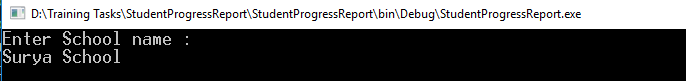 D:\Training Tasks\StudentProgressReport\StudentProgressReport\bin\Debug\StudentProgressReport.exe
Enter School name :
Surya School